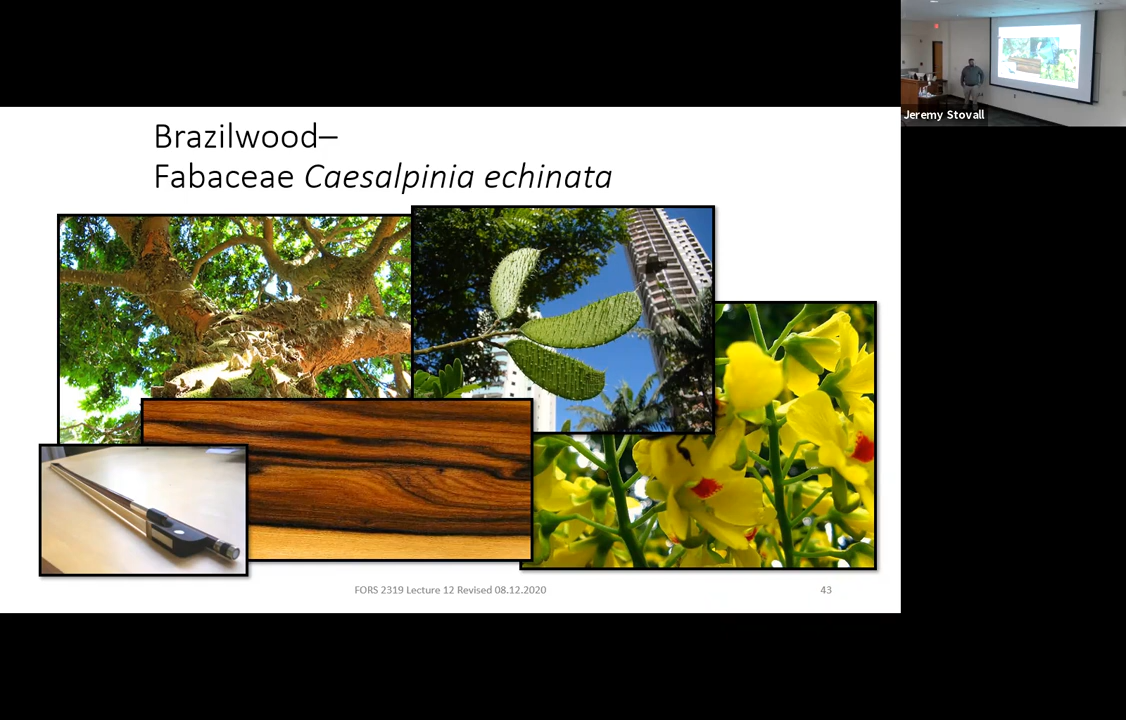 Brazilwood–
Fabaceae Caesalpinia echinata
Jeremy Stovall
FORS 2319 Lecture 12 Revised 08.12.2020
43